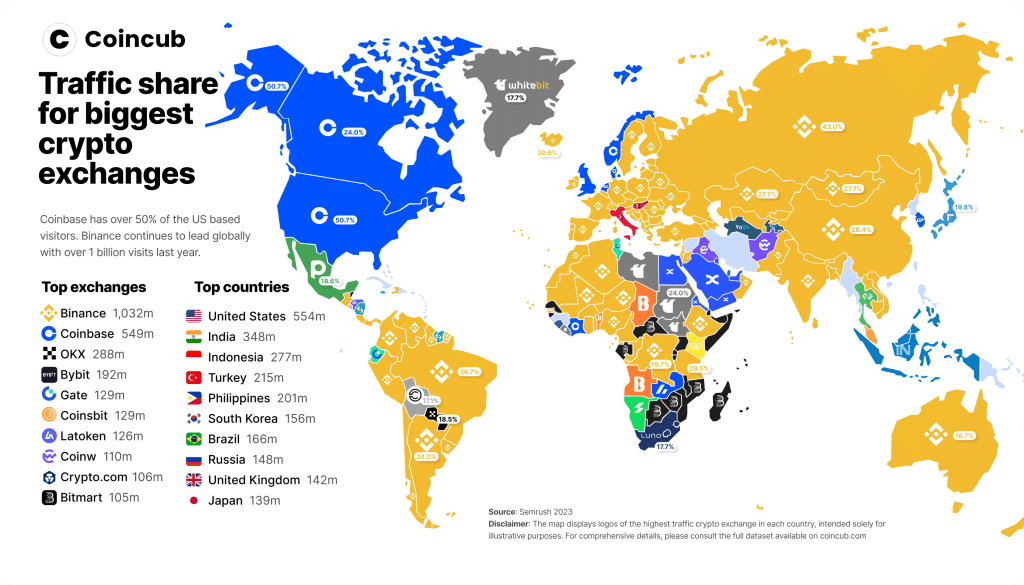 Coincub
Traffic share
for biggest
crypto
exchanges
Coinbase has over 50% of the US based
visitors. Binance continues to lead globally
with over 1 billion visits last year.
Top exchanges
Binance 1,032m
Coinbase 549m
OKX 288m
BYBIT Bybit 192m
Gate 129m
Coinsbit 129m
Latoken 126m
Coinw 110m
Crypto.com 106m
Bitmart 105m
Top countries
United States 554m
India 348m
Indonesia 277m
Turkey 215m
Philippines 201m
South Korea 156m
Brazil 166m
Russia 148m
United Kingdom 142m
Japan 139m
50.7%
24.0%
50.7%
18.6%
whitebit
17.7%
20.6%
43.0%
27.7%
27.7%
28.4%
19.8%
24.0%
19.7%
29.5%
LUNO
17.7%
36.7%
17.1%
18.5%
34.0%
18.7%
Source: Semrush 2023
Disclaimer: The map displays logos of the highest traffic crypto exchange in each country, intended solely for
illustrative purposes. For comprehensive details, please consult the full dataset available on coincub.com